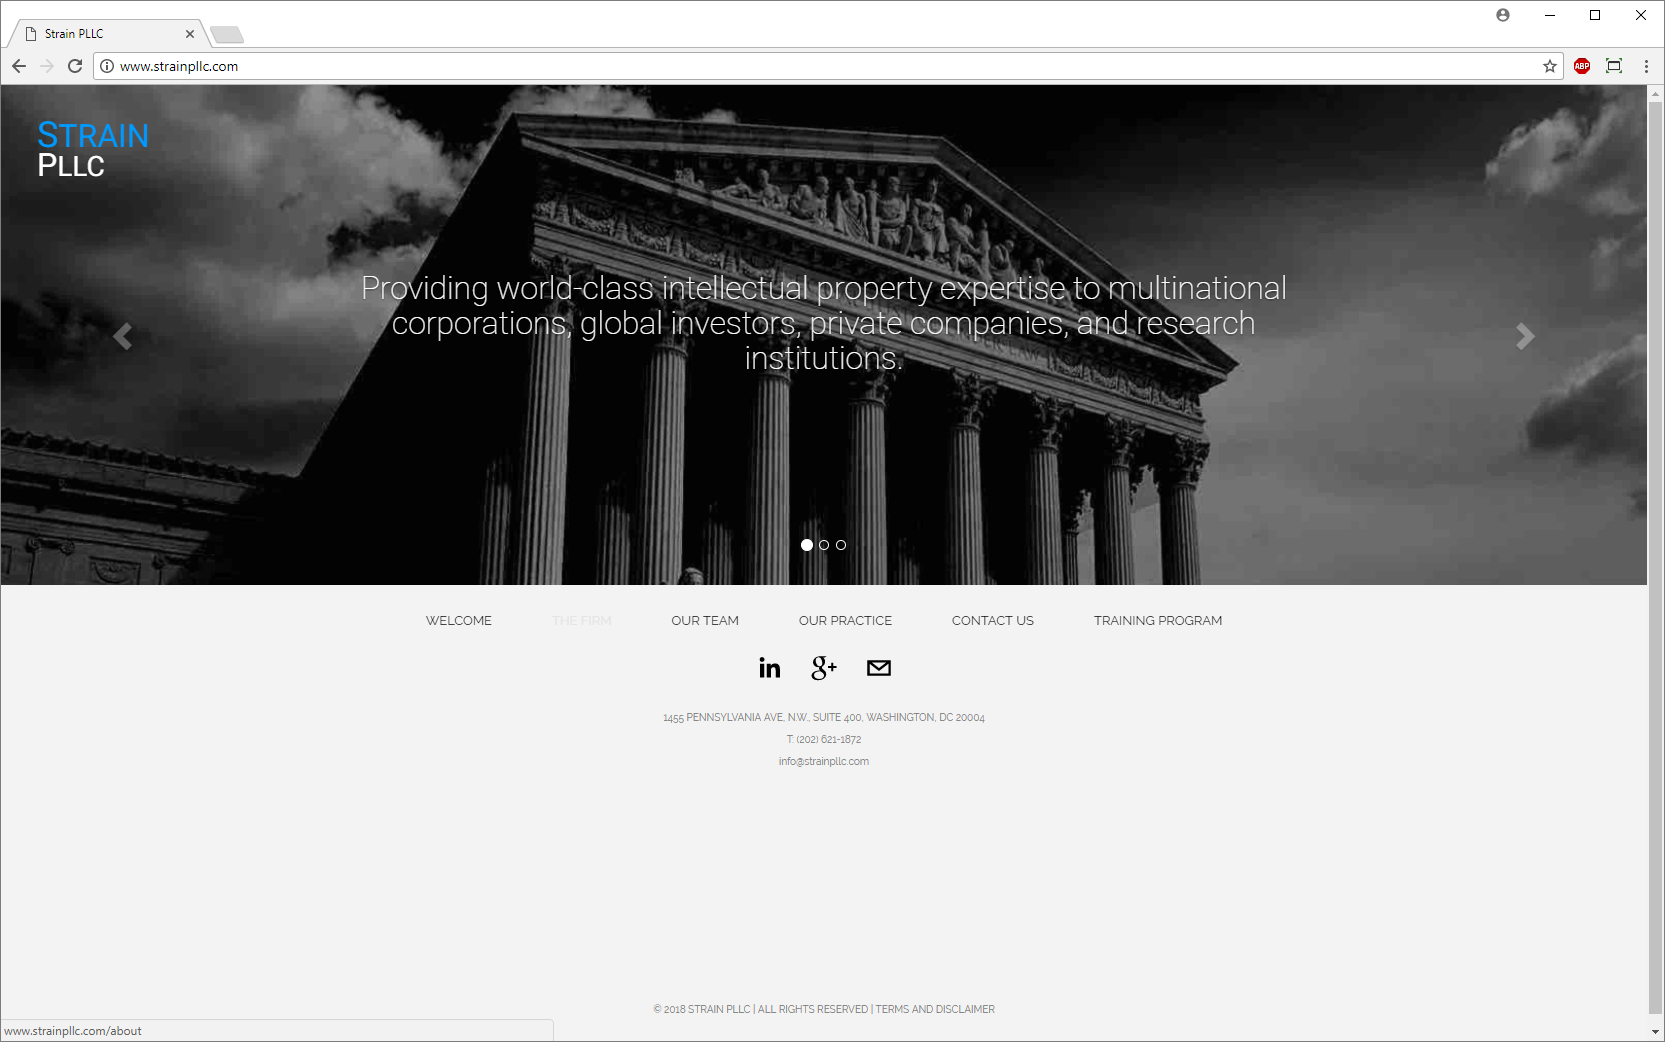 Strain PLLC
www.strainpllc.com
ABP
STRAIN
PLLC
Providing world-class intellectual property expertise to multinational
corporations, global investors, private companies, and research
institutions.
WELCOME THE FIRM OUR TEAM OUR PRACTICE CONTACT US TRAINING PROGRAM
in g+
1455 PENNSYLVANIA AVE, N.W., SUITE 400, WASHINGTON, DC 20004
T: (202) 621-1872
info@strainpllc.com
© 2018 STRAIN PLLC | ALL RIGHTS RESERVED | TERMS AND DISCLAIMER
www.strainpllc.com/about